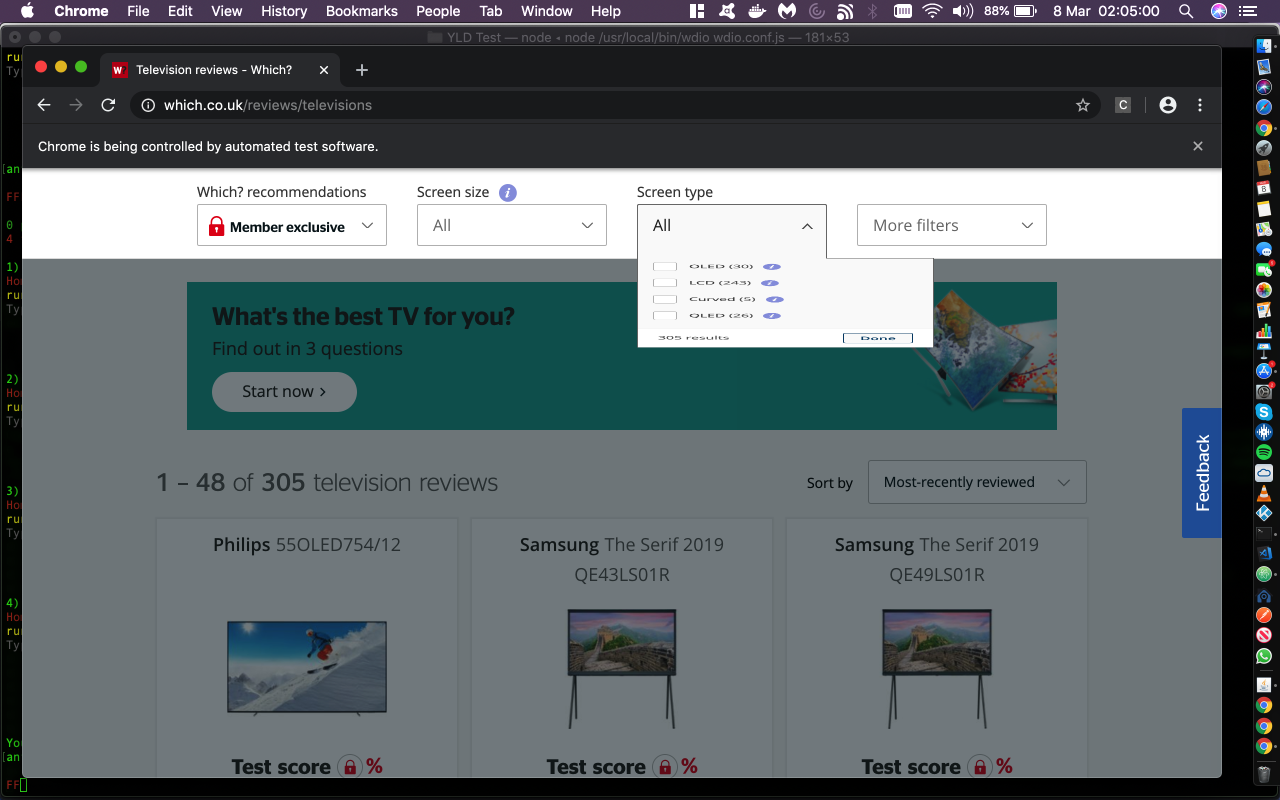 Chrome File Edit View History Bookmarks People Tab Window Help 88% 8 Mar 02:05:00
YLD Test — node • node /usr/local/bin/wdio wdio.conf.js — 181×53
Television reviews - Which?
which.co.uk/reviews/televisions
C
Chrome is being controlled by automated test software.
Which? recommendations
Member exclusive
Screen size i
All
Screen type
All
OLED (30)
LCD (243)
Curved (5)
QLED (26)
305 results
Done
More filters
What's the best TV for you?
Find out in 3 questions
Start now >
Feedback
1 – 48 of 305 television reviews
Sort by
Most-recently reviewed
Philips 55OLED754/12
Test score %
Samsung The Serif 2019
QE43LS01R
Test score %
Samsung The Serif 2019
QE49LS01R
Test score %